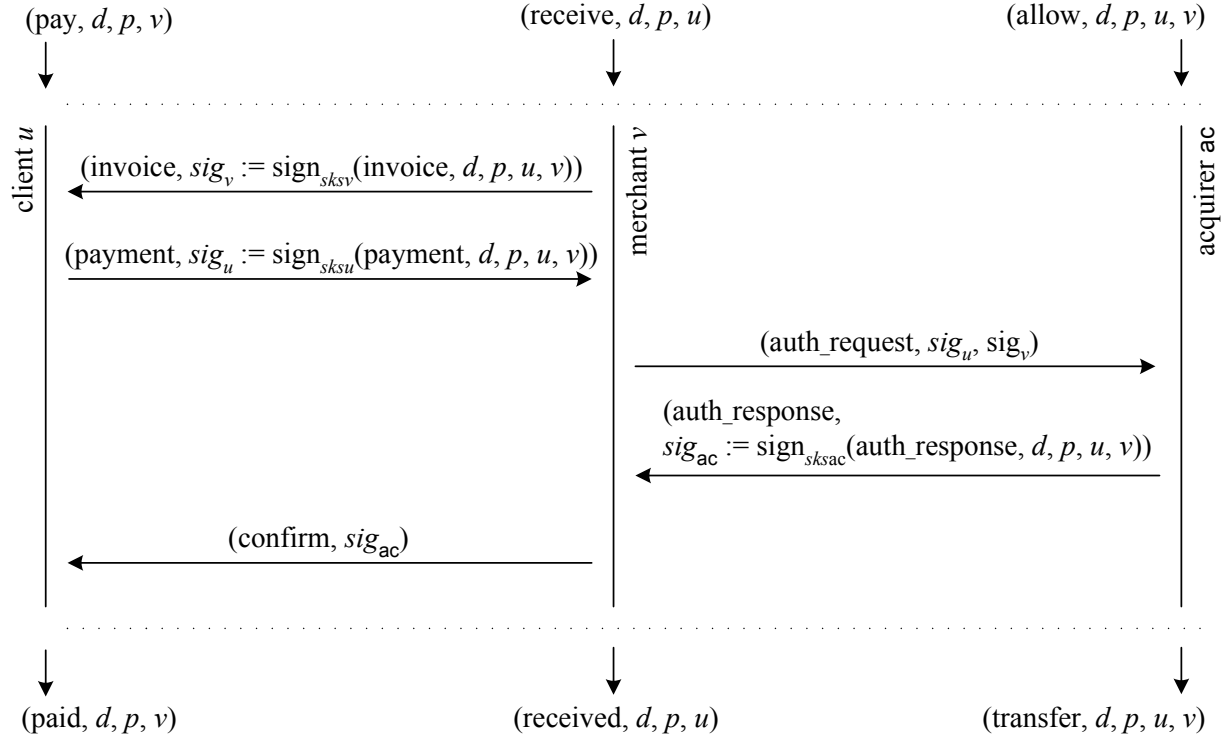 (pay, d, p, v)
(receive, d, p, u)
(allow, d, p, u, v)
client u
merchant v
acquirer ac
(invoice, sig_v := sign_sksv(invoice, d, p, u, v))
(payment, sig_u := sign_sksu(payment, d, p, u, v))
(auth_request, sig_u, sig_v)
(auth_response,
sig_ac := sign_sksac(auth_response, d, p, u, v))
(confirm, sig_ac)
(paid, d, p, v)
(received, d, p, u)
(transfer, d, p, u, v)